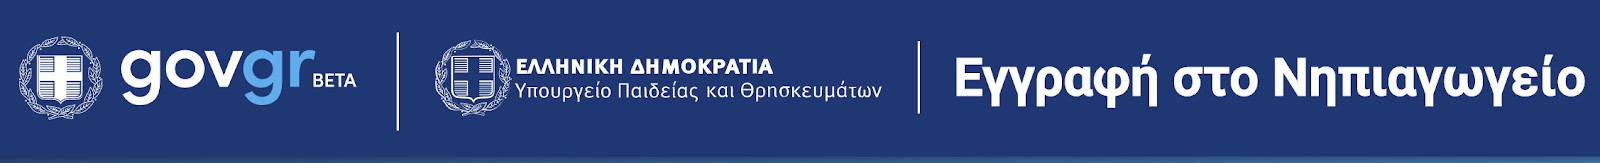 govgr BETA
ΕΛΛΗΝΙΚΗ ΔΗΜΟΚΡΑΤΙΑ
Υπουργείο Παιδείας και Θρησκευμάτων
Εγγραφή στο Νηπιαγωγείο